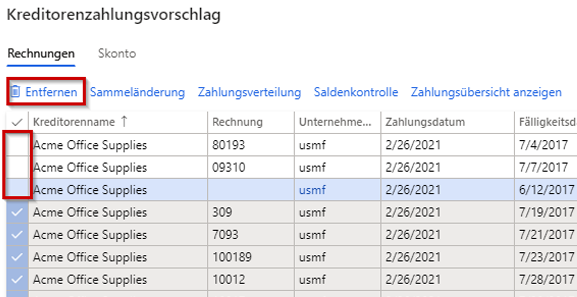 Kreditorenzahlungsvorschlag
Rechnungen Skonto
Entfernen Sammeländerung Zahlungsverteilung Saldenkontrolle Zahlungsübersicht anzeigen
Kreditorenname ↑ Rechnung Unternehme... Zahlungsdatum Fälligkeitsd
Acme Office Supplies 80193 usmf 2/26/2021 7/4/2017
Acme Office Supplies 09310 usmf 2/26/2021 7/7/2017
Acme Office Supplies usmf 2/26/2021 6/12/2017
Acme Office Supplies 309 usmf 2/26/2021 7/19/2017
Acme Office Supplies 7093 usmf 2/26/2021 7/21/2017
Acme Office Supplies 100189 usmf 2/26/2021 7/23/2017
Acme Office Supplies 10012 usmf 2/26/2021 7/28/2017